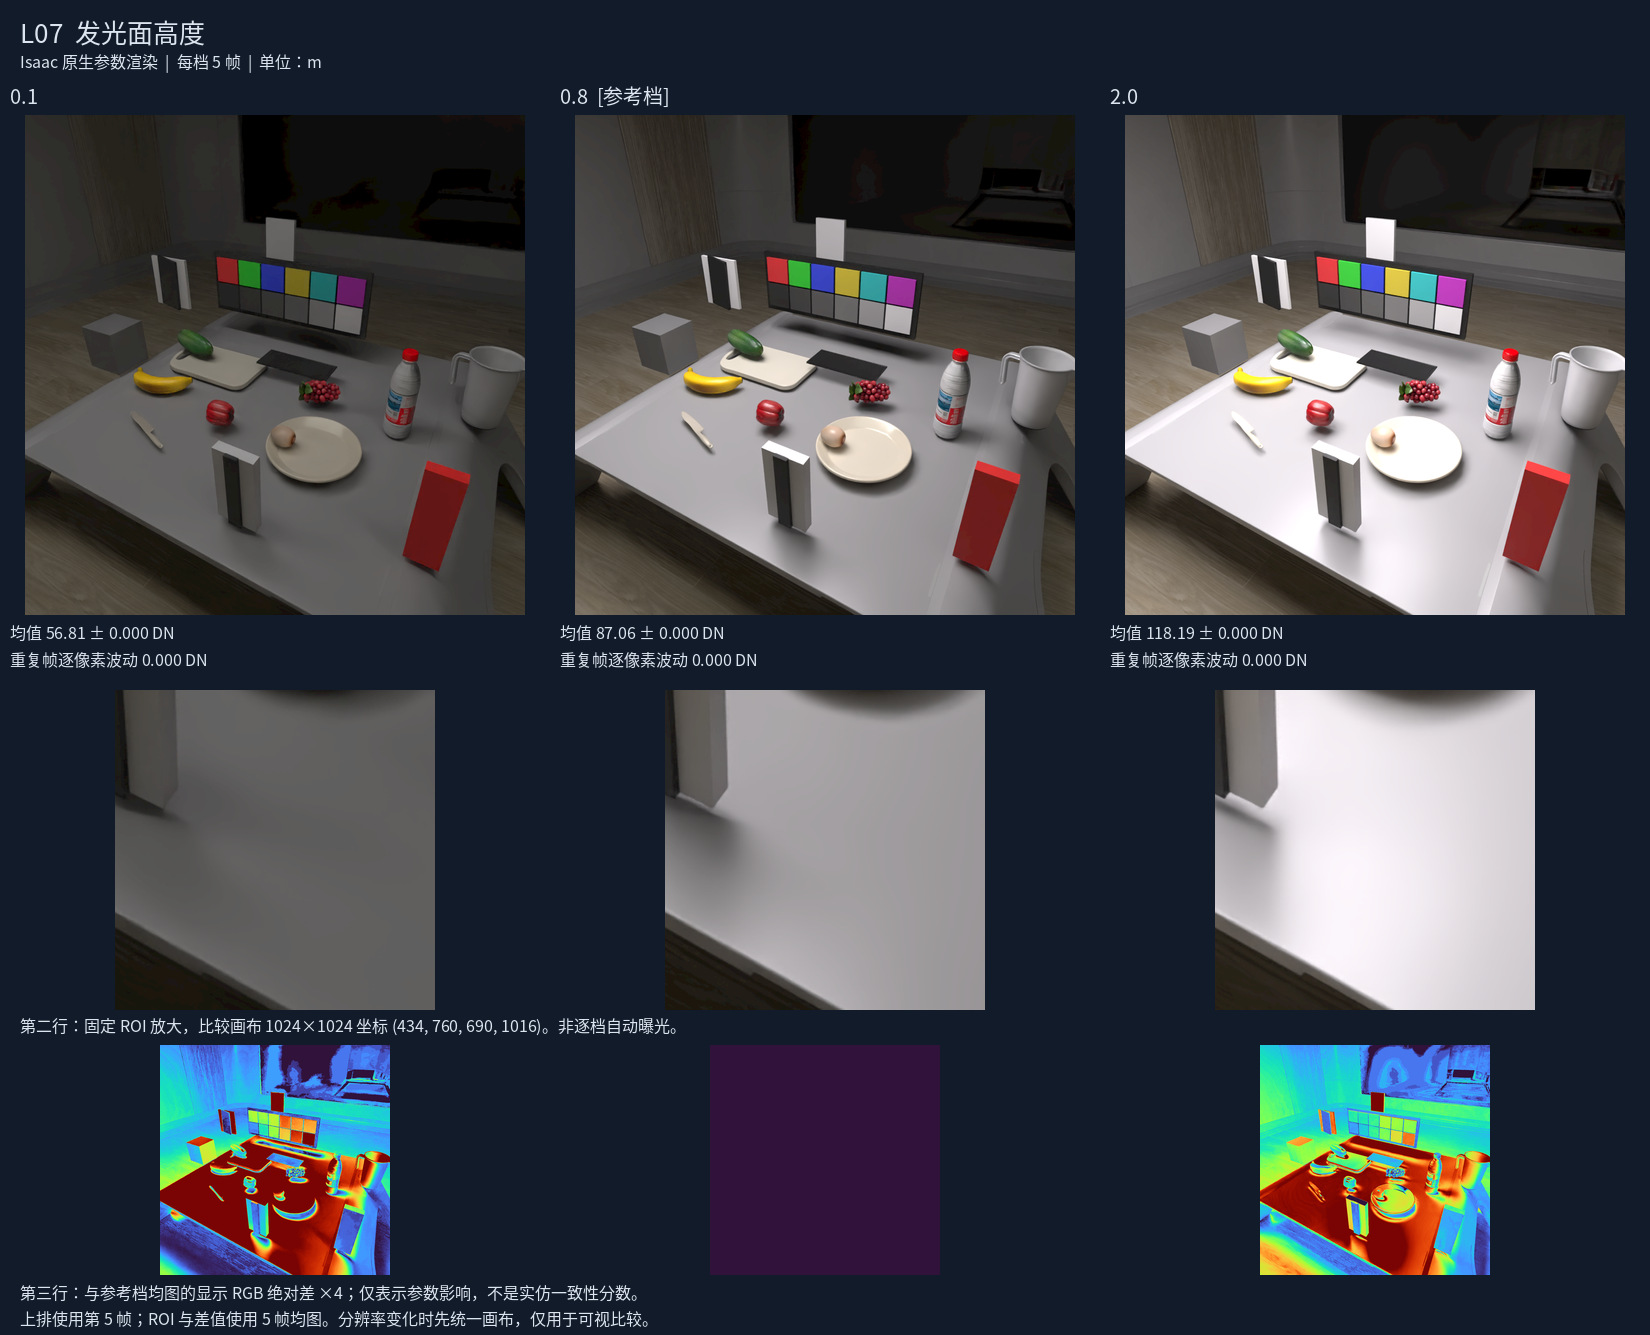 L07 发光面高度
Isaac 原生参数渲染 | 每档 5 帧 | 单位：m
0.1
0.8 [参考档]
2.0
均值 56.81 ± 0.000 DN
重复帧逐像素波动 0.000 DN
均值 87.06 ± 0.000 DN
重复帧逐像素波动 0.000 DN
均值 118.19 ± 0.000 DN
重复帧逐像素波动 0.000 DN
第二行：固定 ROI 放大，比较画布 1024×1024 坐标 (434, 760, 690, 1016)。非逐档自动曝光。
第三行：与参考档均图的显示 RGB 绝对差 ×4；仅表示参数影响，不是实仿一致性分数。
上排使用第 5 帧；ROI 与差值使用 5 帧均图。分辨率变化时先统一画布，仅用于可视比较。